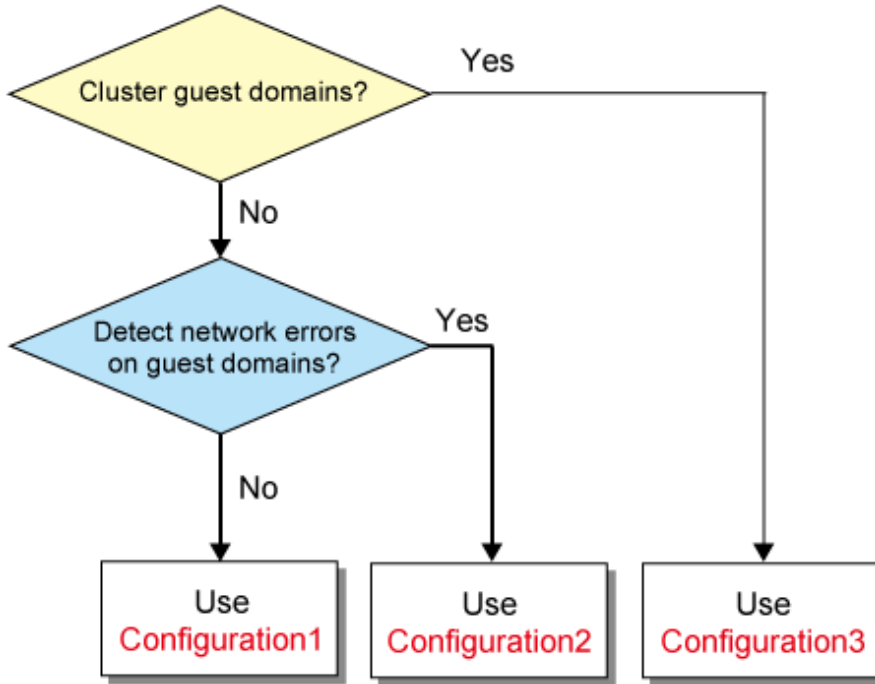 Cluster guest domains?
Yes
No
Detect network errors
on guest domains?
Yes
No
Use
Configuration1
Use
Configuration2
Use
Configuration3